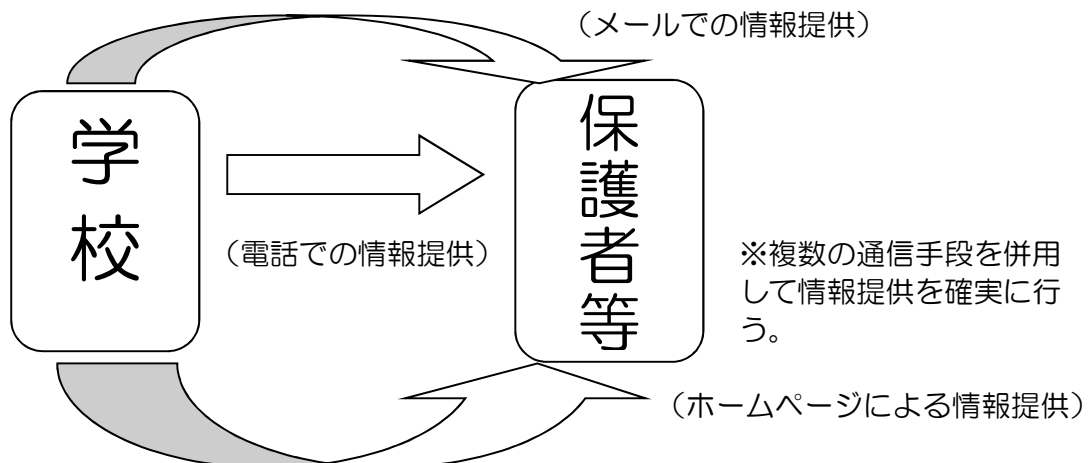 （メールでの情報提供）
学校
保護者等
（電話での情報提供）
※複数の通信手段を併用
して情報提供を確実に行
う。
（ホームページによる情報提供）